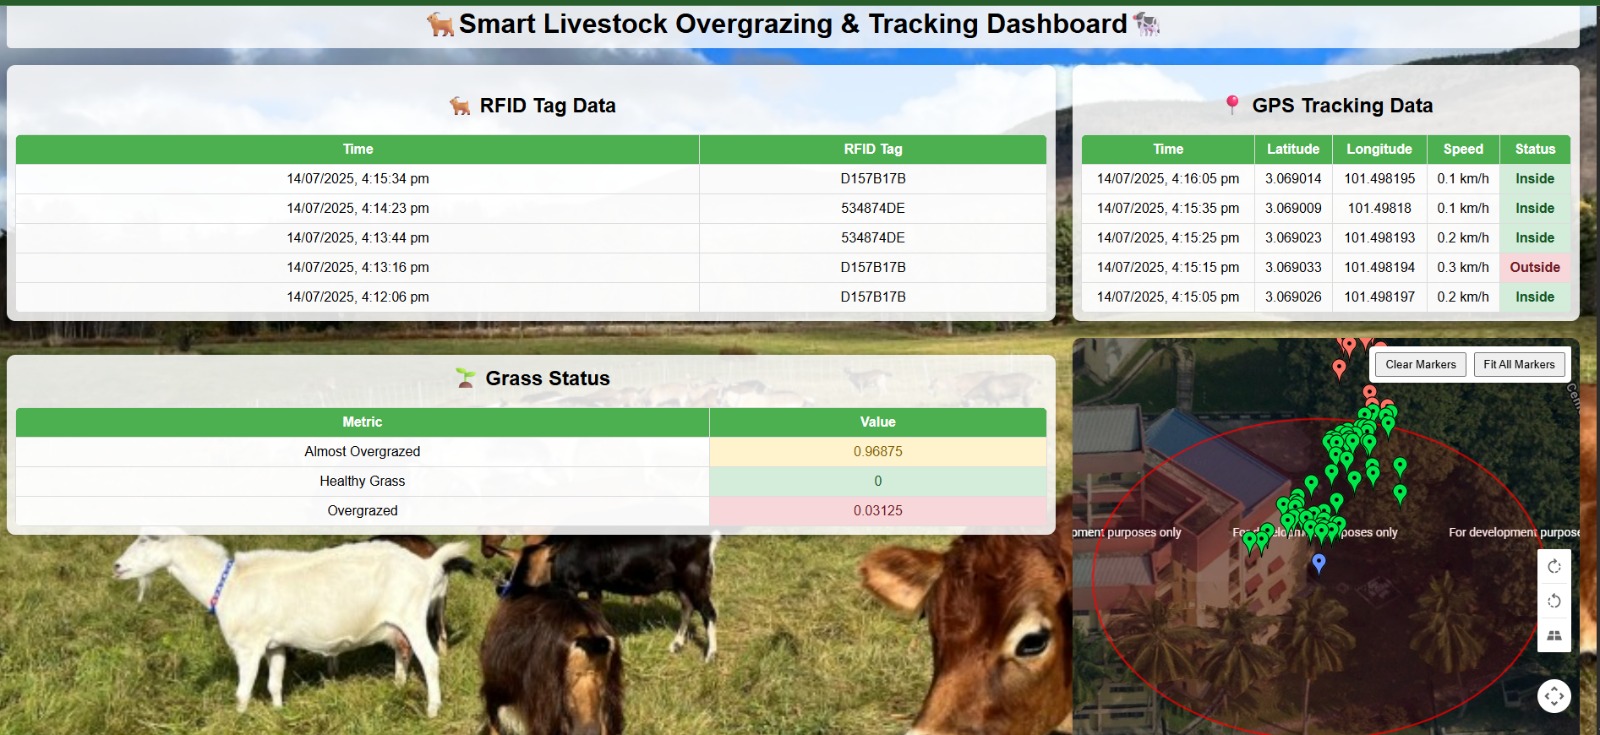 Smart Livestock Overgrazing & Tracking Dashboard
RFID Tag Data
Time RFID Tag
14/07/2025, 4:15:34 pm D157B17B
14/07/2025, 4:14:23 pm 534874DE
14/07/2025, 4:13:44 pm 534874DE
14/07/2025, 4:13:16 pm D157B17B
14/07/2025, 4:12:06 pm D157B17B
GPS Tracking Data
Time Latitude Longitude Speed Status
14/07/2025, 4:16:05 pm 3.069014 101.498195 0.1 km/h Inside
14/07/2025, 4:15:35 pm 3.069009 101.49818 0.1 km/h Inside
14/07/2025, 4:15:25 pm 3.069023 101.498193 0.2 km/h Inside
14/07/2025, 4:15:15 pm 3.069033 101.498194 0.3 km/h Outside
14/07/2025, 4:15:05 pm 3.069026 101.498197 0.2 km/h Inside
Grass Status
Metric Value
Almost Overgrazed 0.96875
Healthy Grass 0
Overgrazed 0.03125
Clear Markers Fit All Markers
purposes only only For development